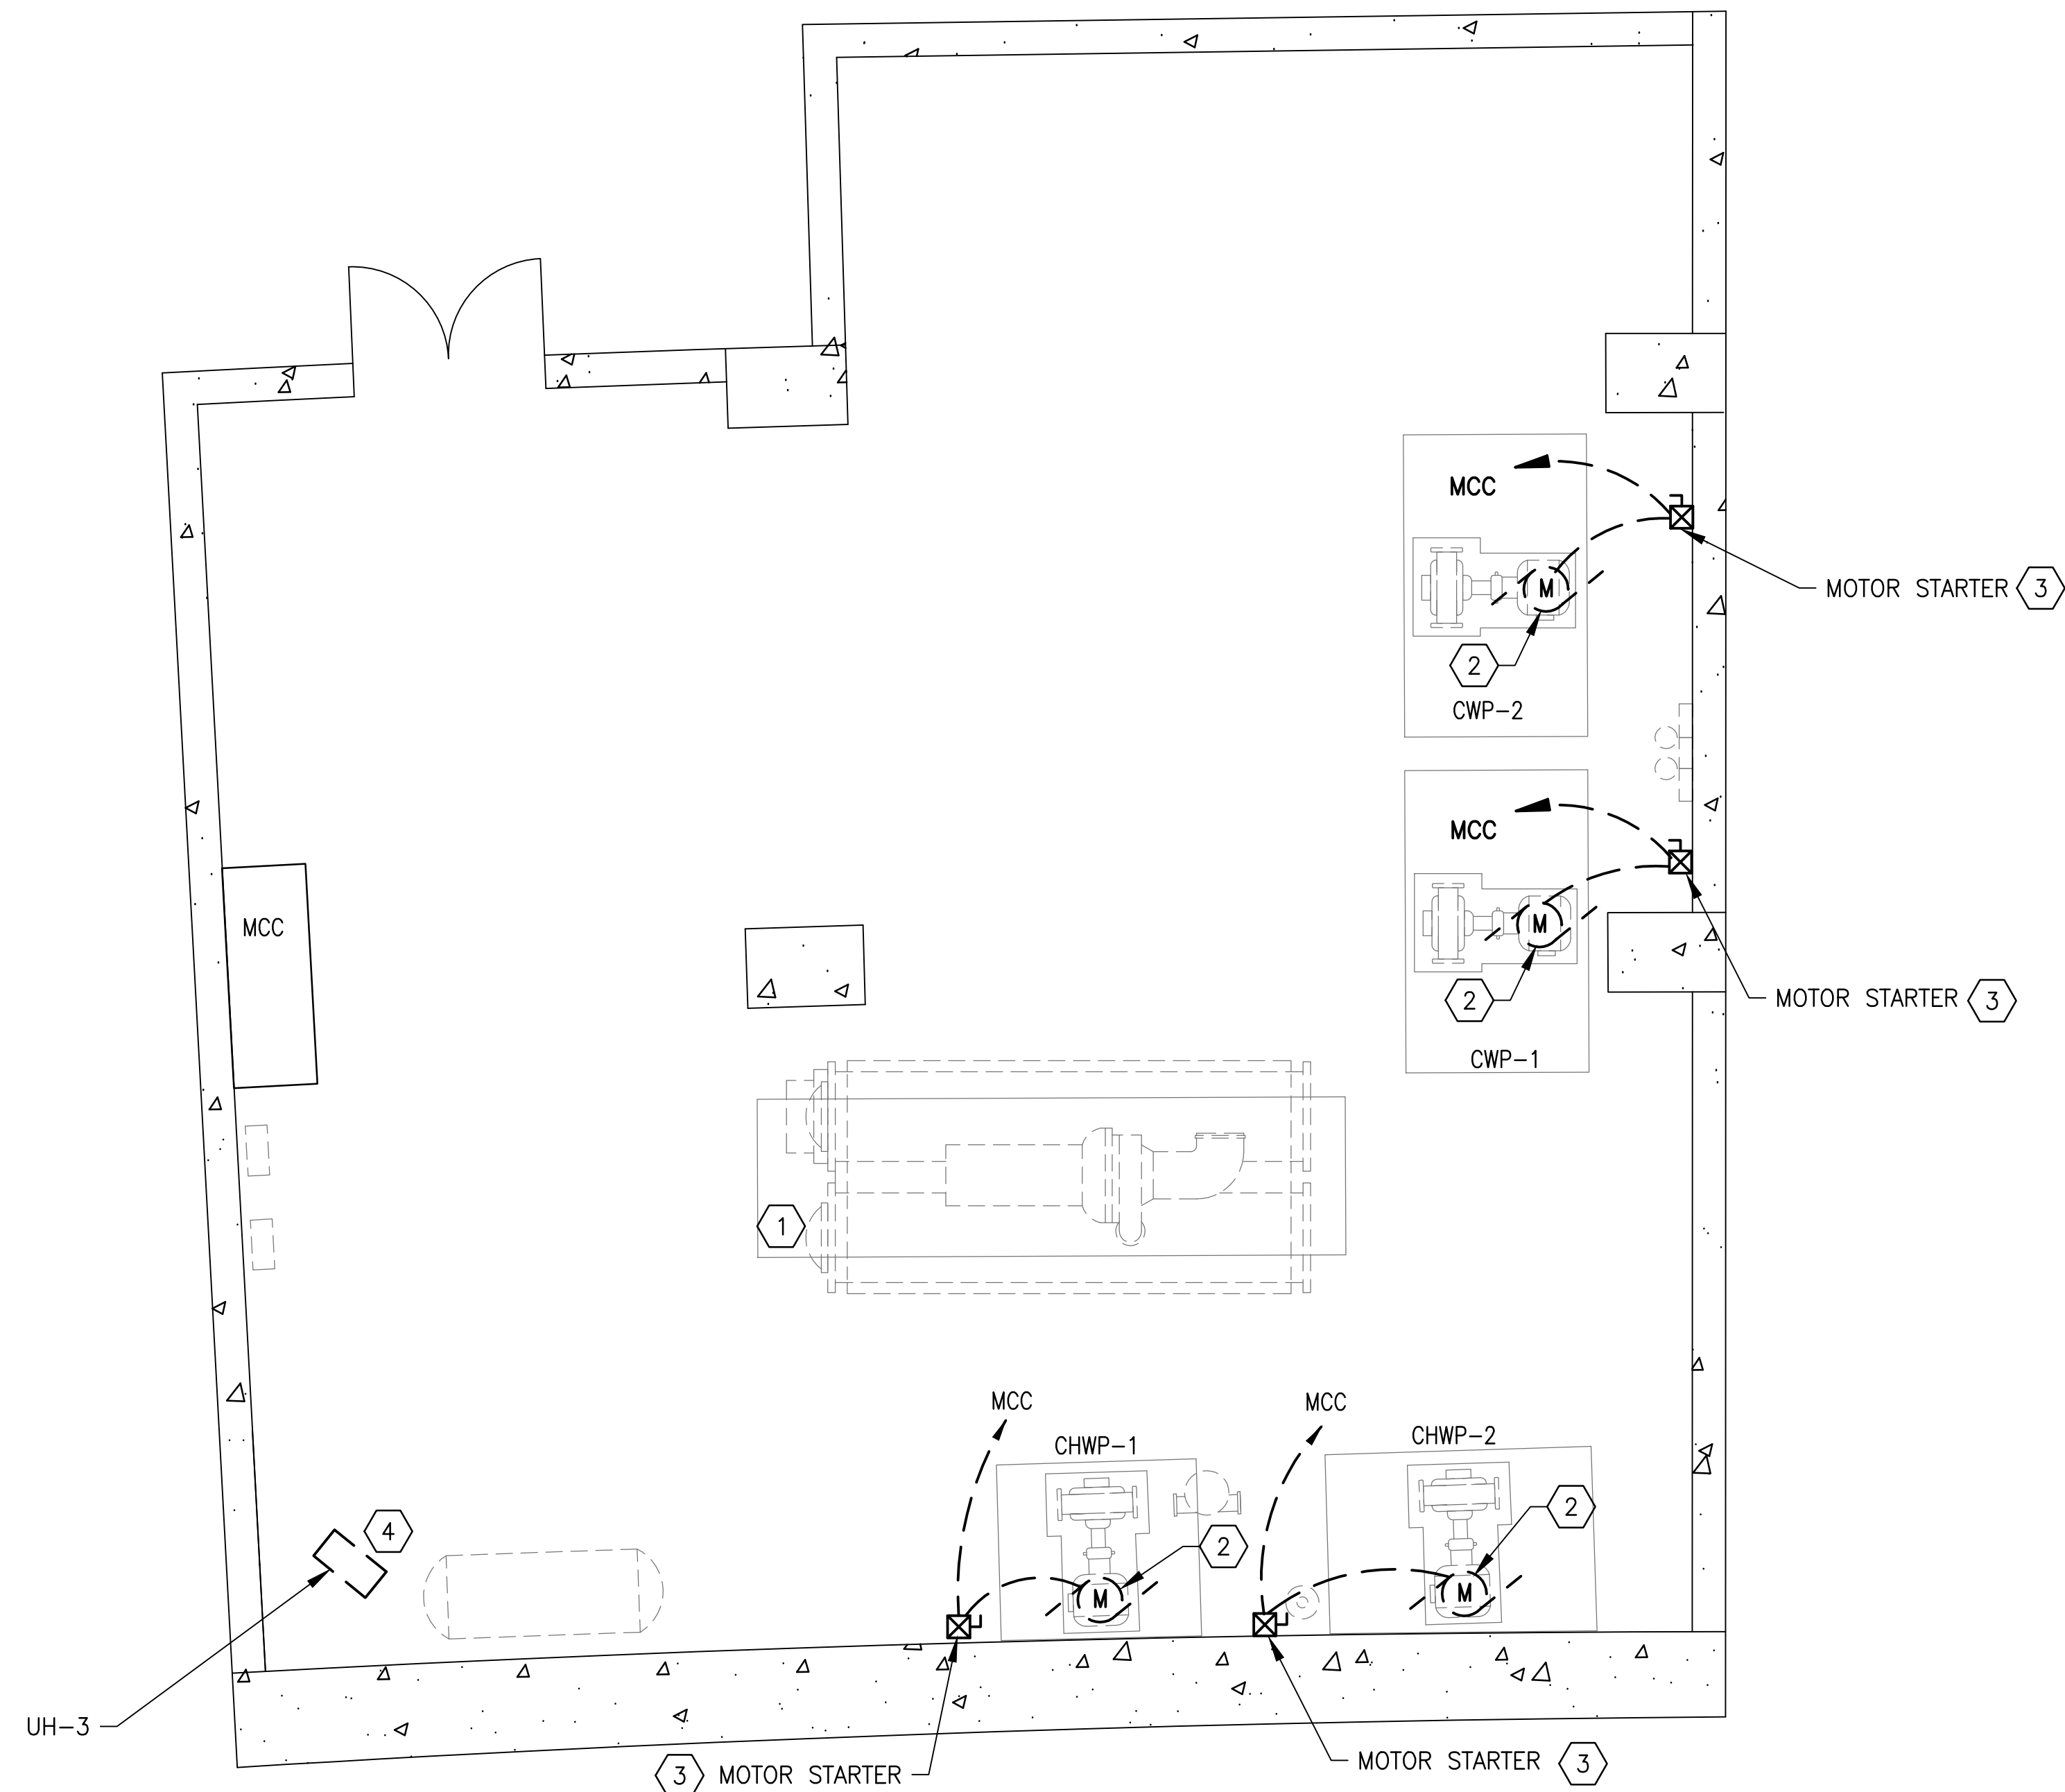 MCC
MOTOR STARTER 3
M
2
CWP-2
MCC
MCC
M
2
MOTOR STARTER 3
CWP-1
1
MCC
MCC
CHWP-1
CHWP-2
2
4
2
M
M
UH-3
3 MOTOR STARTER
MOTOR STARTER 3